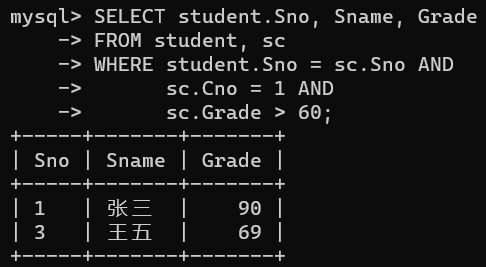 mysql> SELECT student.Sno, Sname, Grade
    -> FROM student, sc
    -> WHERE student.Sno = sc.Sno AND
    ->       sc.Cno = 1 AND
    ->       sc.Grade > 60;
+-----+-------+-------+
| Sno | Sname | Grade |
+-----+-------+-------+
| 1   | 张三  |    90 |
| 3   | 王五  |    69 |
+-----+-------+-------+